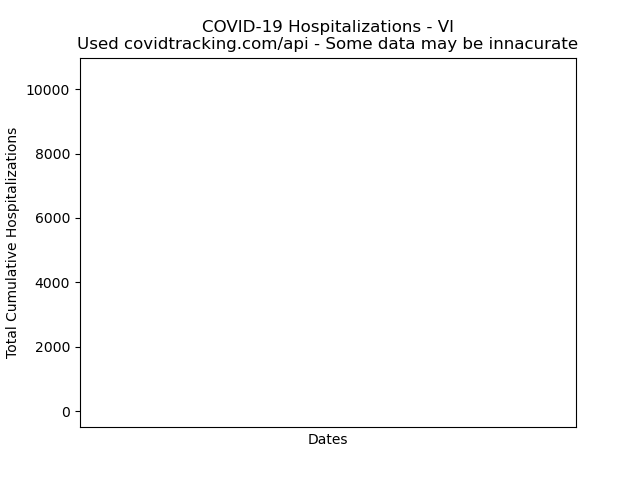 COVID-19 Hospitalizations - VI
Used covidtracking.com/api - Some data may be innacurate
10000
8000
6000
4000
2000
0
Total Cumulative Hospitalizations
Dates